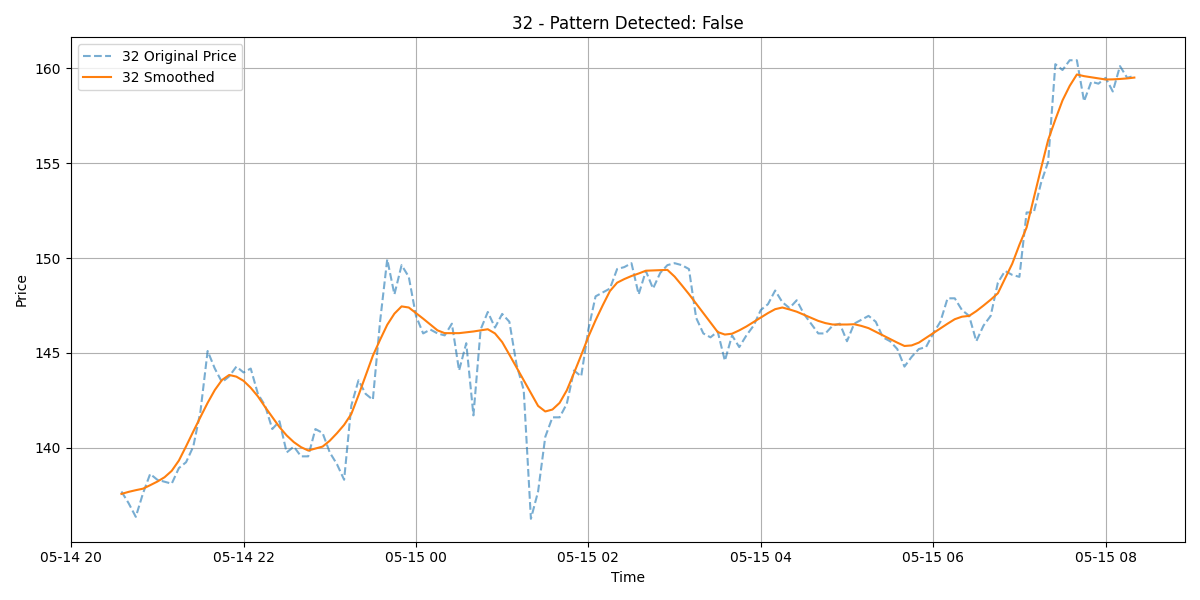 32 - Pattern Detected: False
32 Original Price
32 Smoothed
160
155
150
145
140
Price
05-14 20
05-14 22
05-15 00
05-15 02
05-15 04
05-15 06
05-15 08
Time